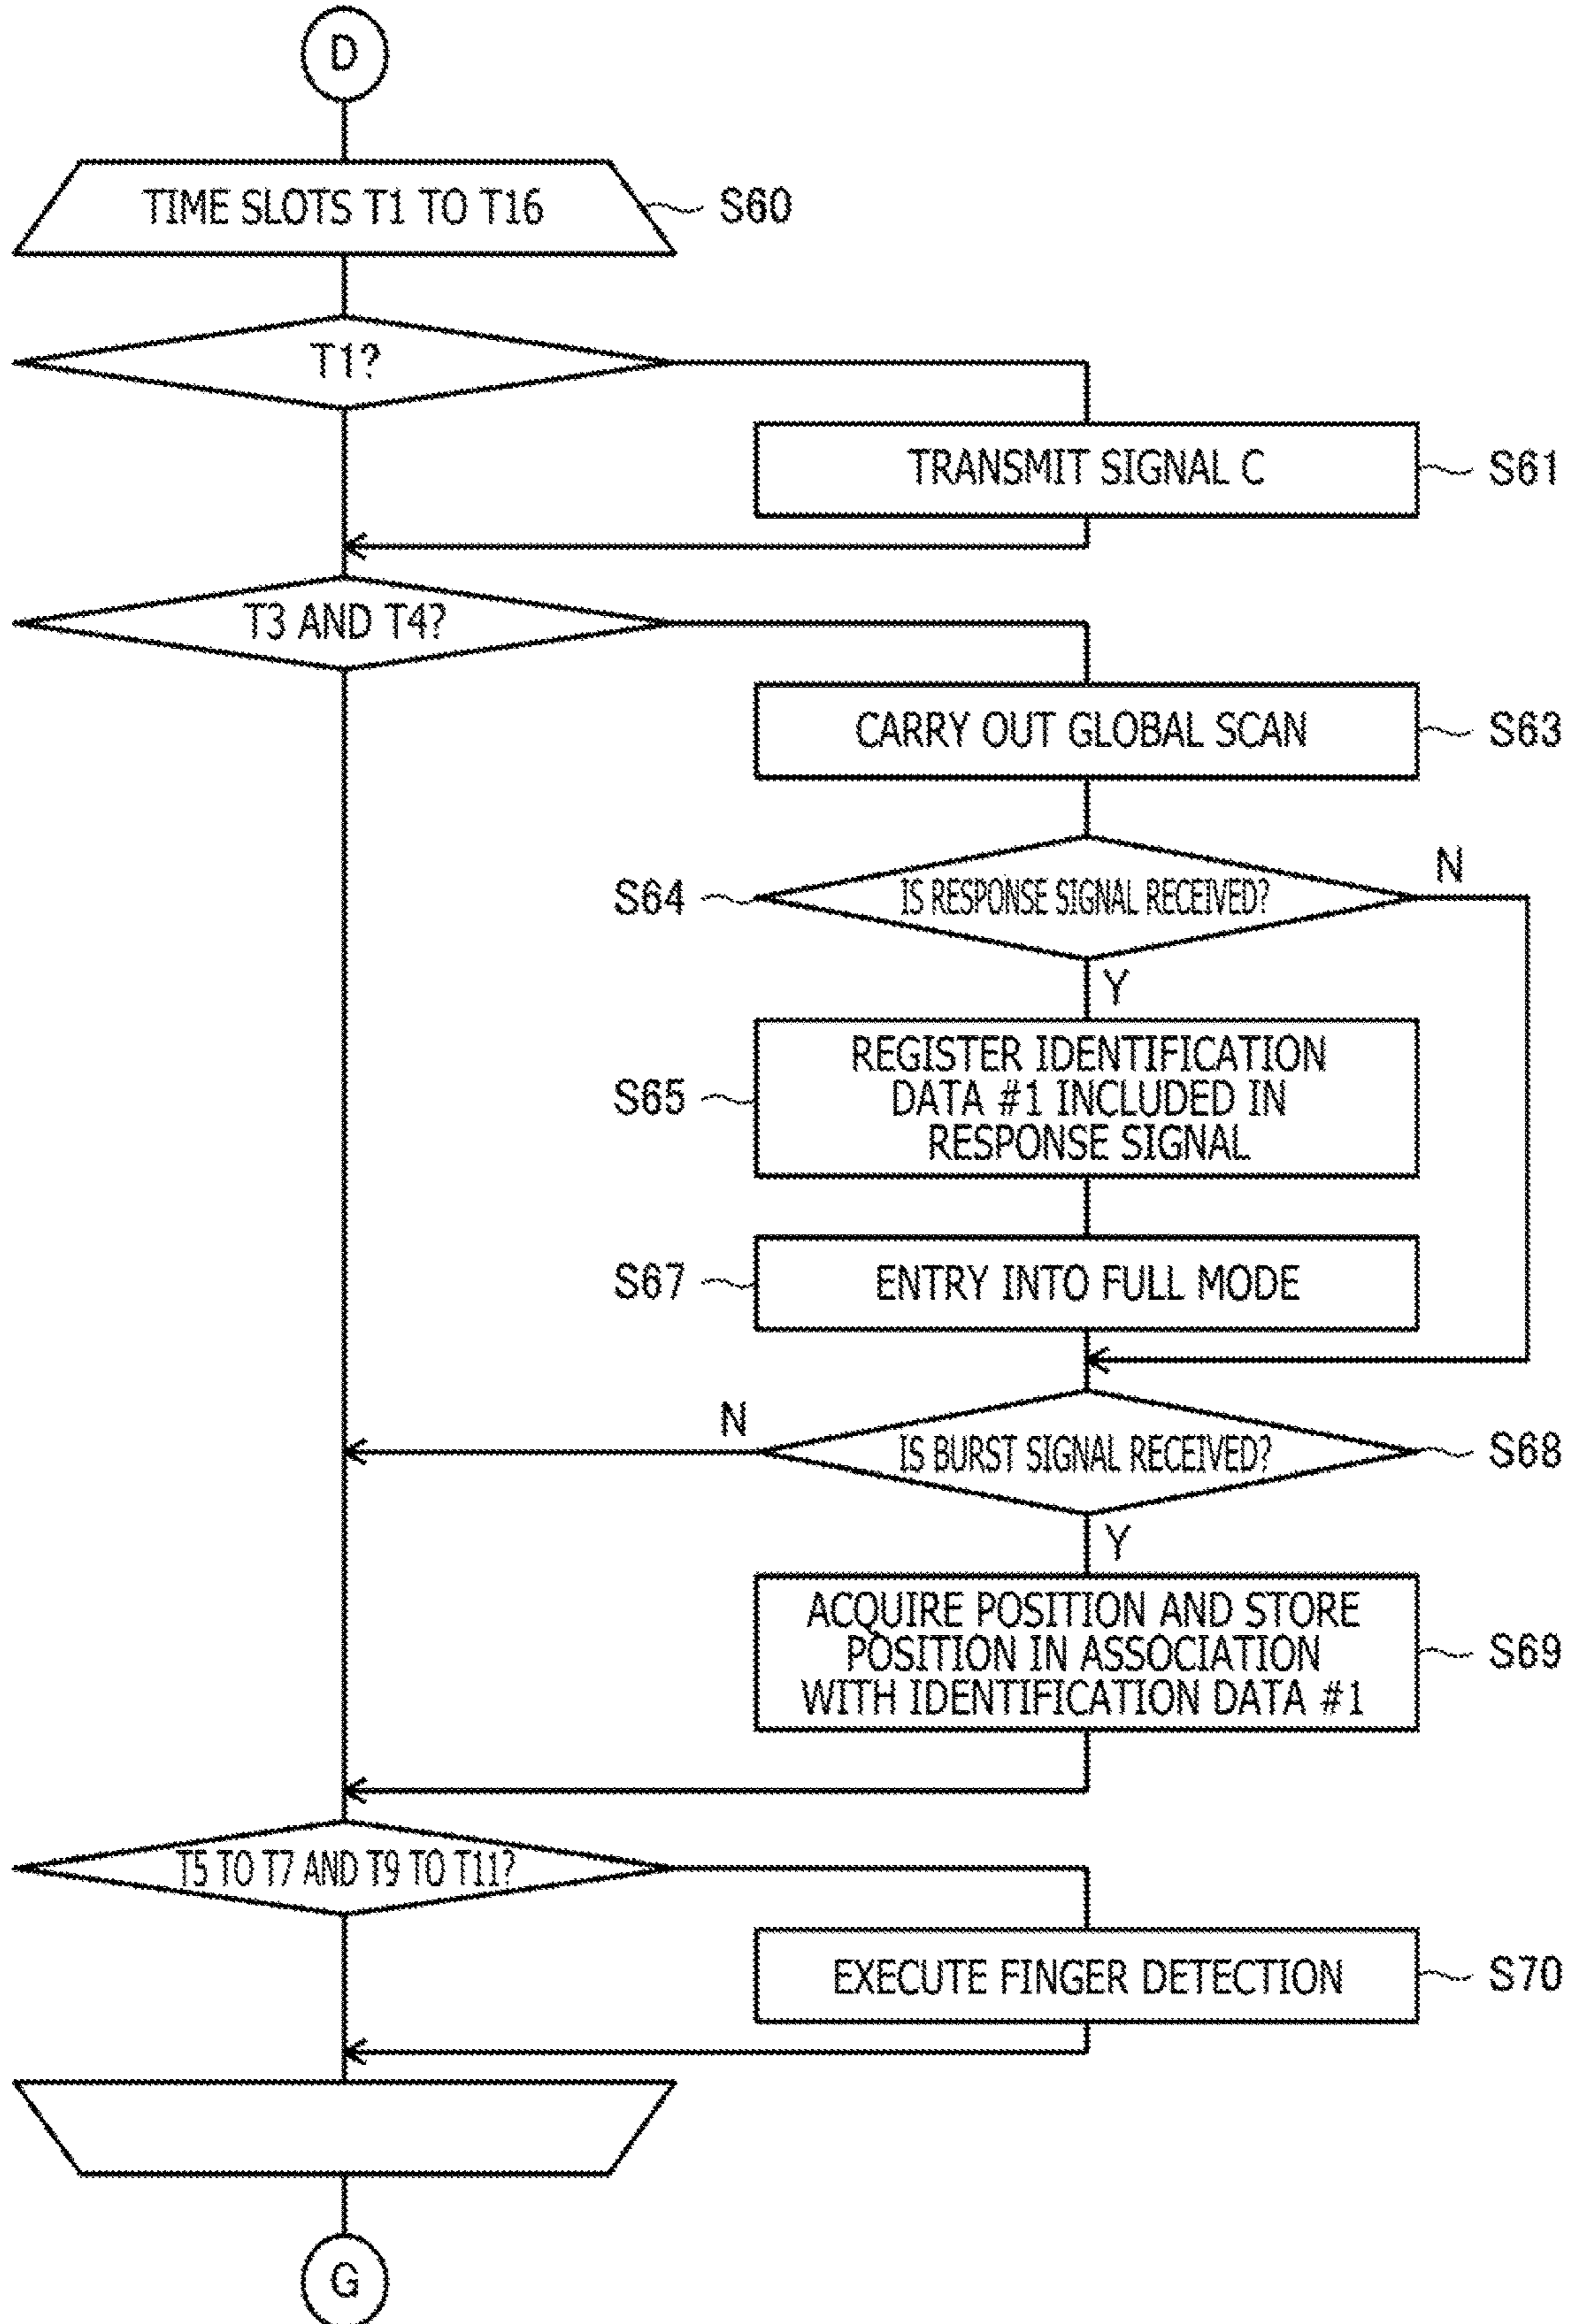 D
TIME SLOTS T1 TO T16
S60
T1?
TRANSMIT SIGNAL C
S61
T3 AND T4?
CARRY OUT GLOBAL SCAN
S63
N
S64
IS RESPONSE SIGNAL RECEIVED?
Y
S65
REGISTER IDENTIFICATION
DATA #1 INCLUDED IN
RESPONSE SIGNAL
S67
ENTRY INTO FULL MODE
N
IS BURST SIGNAL RECEIVED?
S68
Y
ACQUIRE POSITION AND STORE
POSITION IN ASSOCIATION
WITH IDENTIFICATION DATA #1
S69
T5 TO T7 AND T9 TO T11?
EXECUTE FINGER DETECTION
S70
G